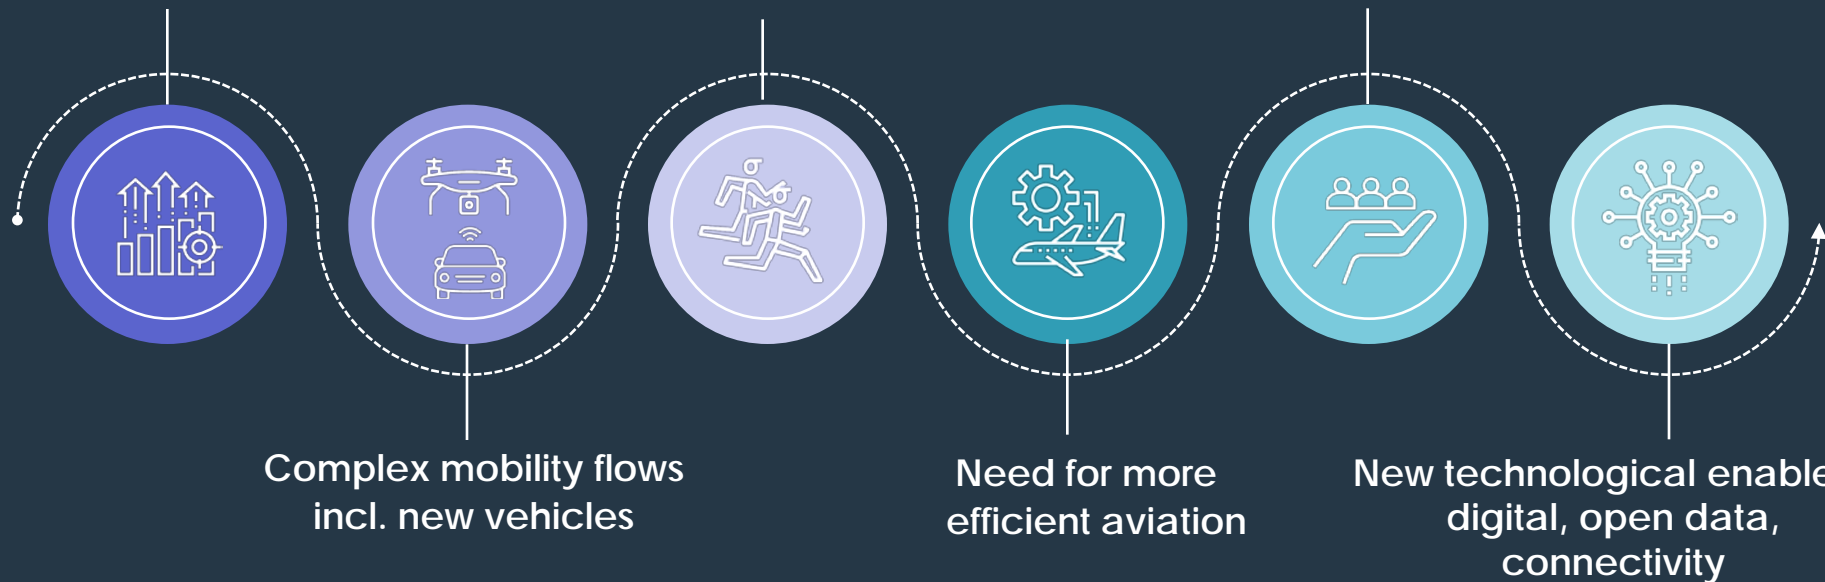 Complex mobility flows
incl. new vehicles
Need for more
efficient aviation
New technological enable
digital, open data,
connectivity